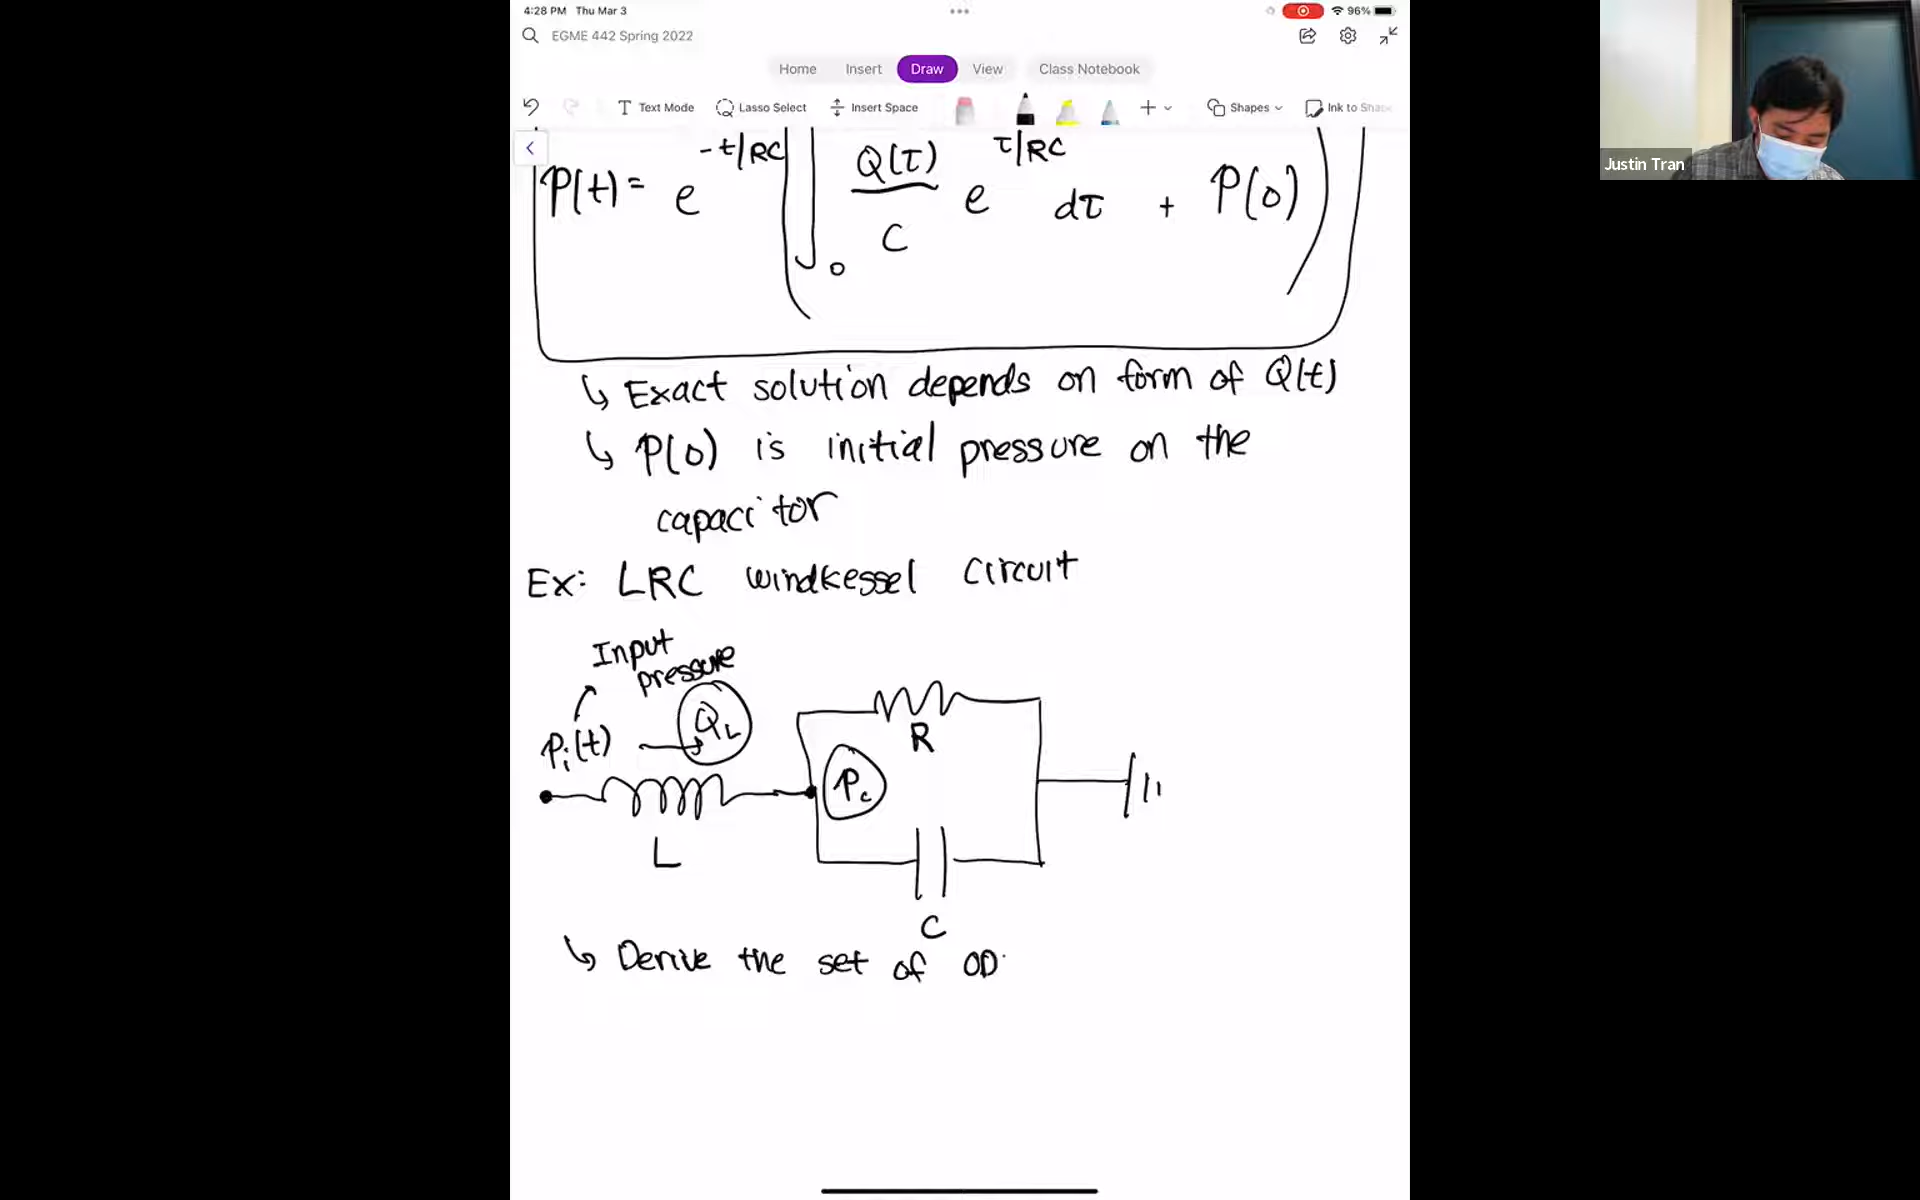 4:28 PM Thu Mar 3
96%
EGME 442 Spring 2022
Home Insert Draw View Class Notebook
Text Mode Lasso Select Insert Space Shapes Ink to Shape
P(t) = e^{-t/RC} ( ∫_0 Q(τ)/C e^{τ/RC} dτ + P(0) )
↳ Exact solution depends on form of Q(t)
↳ P(0) is initial pressure on the
capacitor
Ex: LRC windkessel circuit
Input
pressure
P_i(t) Q_L
R
P_c
L
C
↳ Derive the set of OD
Justin Tran